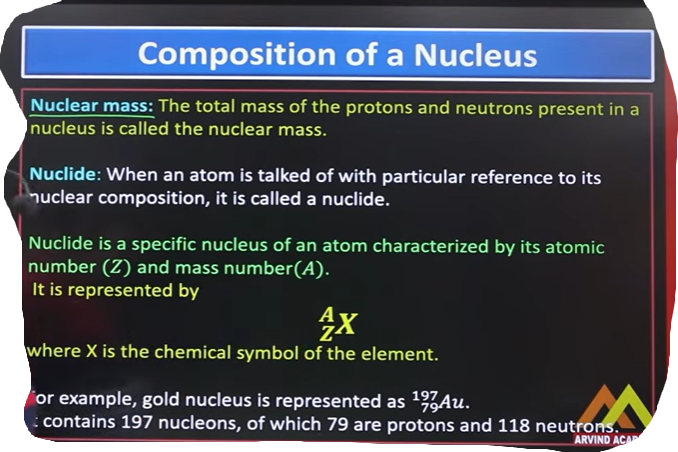 Composition of a Nucleus
Nuclear mass: The total mass of the protons and neutrons present in a
nucleus is called the nuclear mass.
Nuclide: When an atom is talked of with particular reference to its
nuclear composition, it is called a nuclide.
Nuclide is a specific nucleus of an atom characterized by its atomic
number (Z) and mass number(A).
It is represented by
ᴬ_Z X
where X is the chemical symbol of the element.
or example, gold nucleus is represented as ¹⁹⁷₇₉Au.
contains 197 nucleons, of which 79 are protons and 118 neutrons.
ARVIND